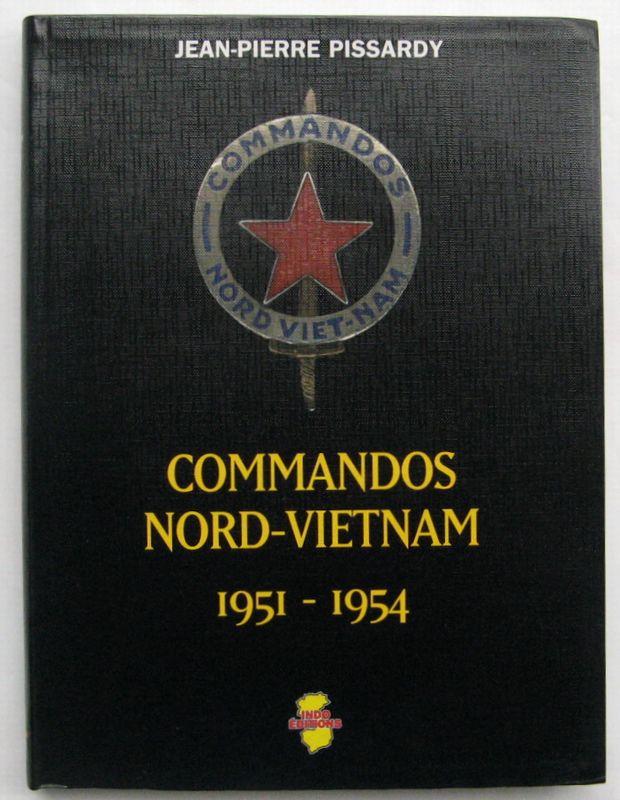 JEAN-PIERRE PISSARDY
COMMANDOS
NORD VIET-NAM
COMMANDOS
NORD-VIETNAM
1951 - 1954
INDO
EDITIONS